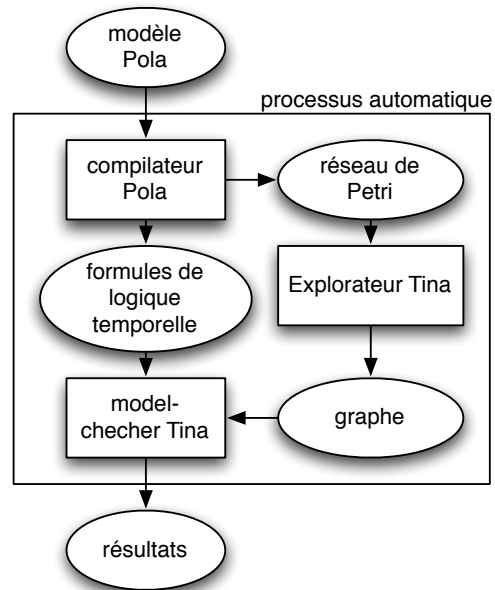 modèle
Pola
processus automatique
compilateur
Pola
réseau de
Petri
formules de
logique
temporelle
Explorateur Tina
model-
checher Tina
graphe
résultats